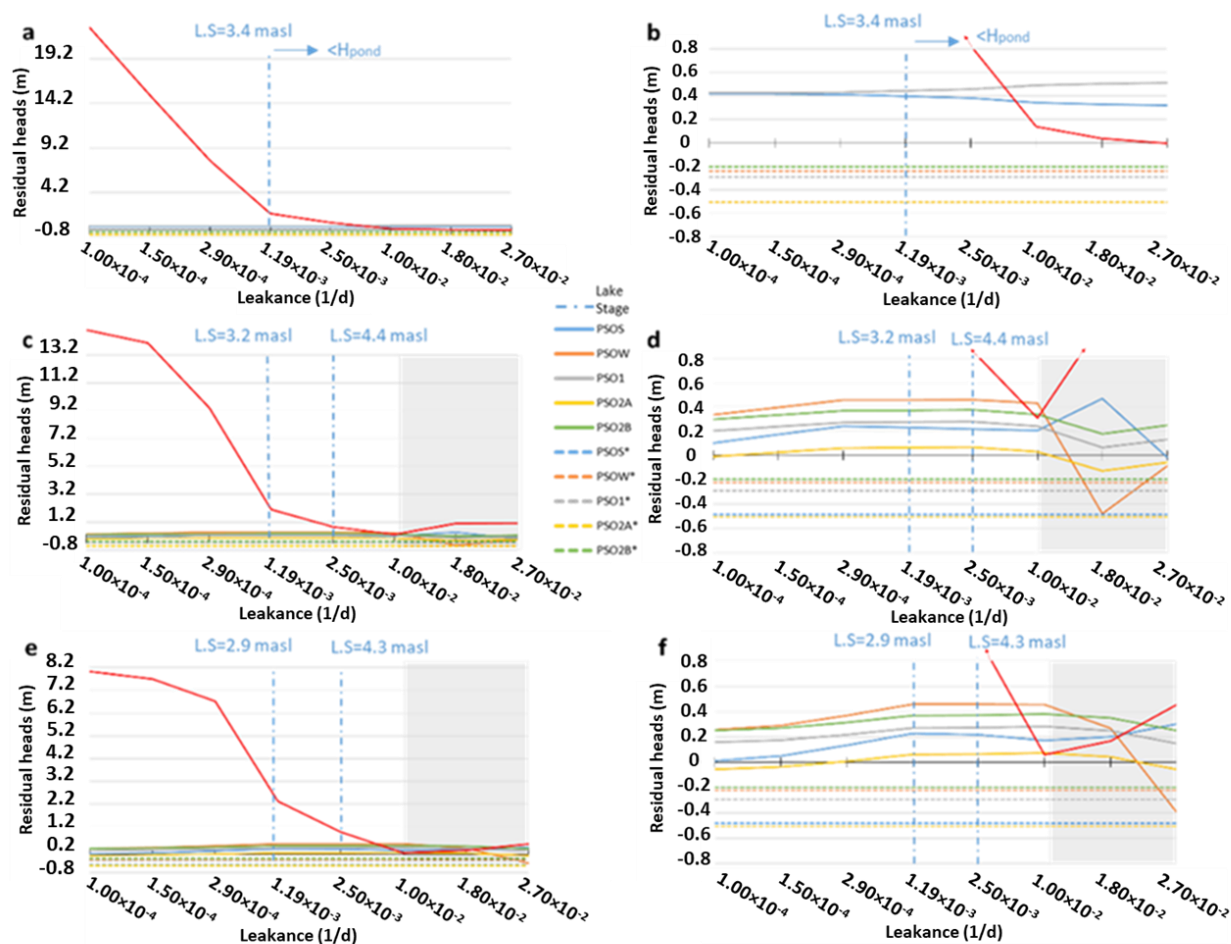 a
L.S=3.4 masl
<Hpond
Residual heads (m)
19.2
14.2
9.2
4.2
-0.8
1.00×10-4
1.50×10-4
2.90×10-4
1.19×10-3
2.50×10-3
1.00×10-2
1.80×10-2
2.70×10-2
Leakance (1/d)
b
L.S=3.4 masl
<Hpond
Residual heads (m)
0.8
0.6
0.4
0.2
0
-0.2
-0.4
-0.6
-0.8
1.00×10-4
1.50×10-4
2.90×10-4
1.19×10-3
2.50×10-3
1.00×10-2
1.80×10-2
2.70×10-2
Leakance (1/d)
Lake
Stage
PSOS
PSOW
PSO1
PSO2A
PSO2B
PSOS*
PSOW*
PSO1*
PSO2A*
PSO2B*
c
L.S=3.2 masl
L.S=4.4 masl
Residual heads (m)
13.2
11.2
9.2
7.2
5.2
3.2
1.2
-0.8
1.00×10-4
1.50×10-4
2.90×10-4
1.19×10-3
2.50×10-3
1.00×10-2
1.80×10-2
2.70×10-2
Leakance (1/d)
d
L.S=3.2 masl
L.S=4.4 masl
Residual heads (m)
0.8
0.6
0.4
0.2
0
-0.2
-0.4
-0.6
-0.8
1.00×10-4
1.50×10-4
2.90×10-4
1.19×10-3
2.50×10-3
1.00×10-2
1.80×10-2
2.70×10-2
Leakance (1/d)
e
L.S=2.9 masl
L.S=4.3 masl
Residual heads (m)
8.2
7.2
6.2
5.2
4.2
3.2
2.2
1.2
0.2
-0.8
1.00×10-4
1.50×10-4
2.90×10-4
1.19×10-3
2.50×10-3
1.00×10-2
1.80×10-2
2.70×10-2
Leakance (1/d)
f
L.S=2.9 masl
L.S=4.3 masl
Residual heads (m)
0.8
0.6
0.4
0.2
0
-0.2
-0.4
-0.6
-0.8
1.00×10-4
1.50×10-4
2.90×10-4
1.19×10-3
2.50×10-3
1.00×10-2
1.80×10-2
2.70×10-2
Leakance (1/d)